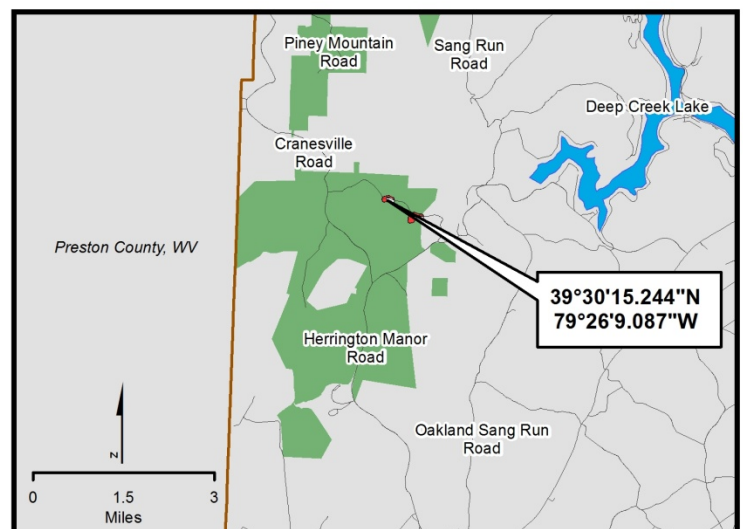 Piney Mountain
Road
Sang Run
Road
Deep Creek Lake
Cranesville
Road
Preston County, WV
39°30'15.244"N
79°26'9.087"W
Herrington Manor
Road
Oakland Sang Run
Road
N
0 1.5 3
Miles